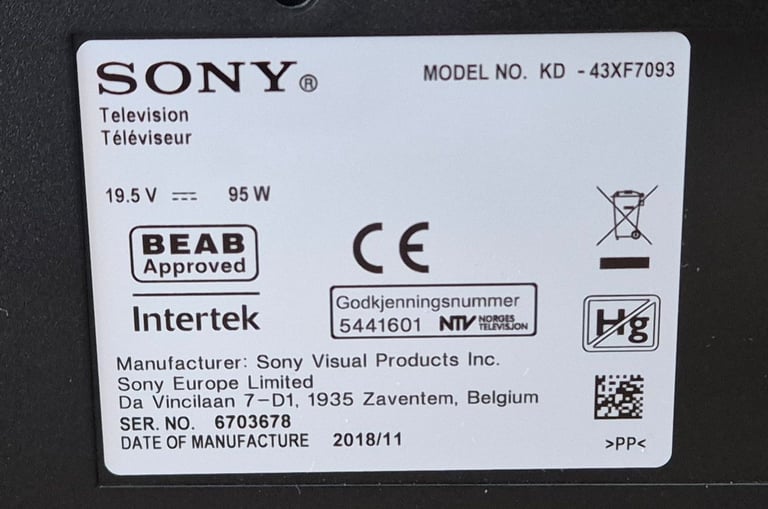 SONY®
MODEL NO. KD - 43XF7093
Television
Téléviseur
19.5 V 95 W
BEAB
Approved
CE
Intertek
Godkjenningsnummer
5441601 NTV NORGES
TELEVISJON
Hg
Manufacturer: Sony Visual Products Inc.
Sony Europe Limited
Da Vincilaan 7-D1, 1935 Zaventem, Belgium
SER. NO. 6703678
DATE OF MANUFACTURE 2018/11
>PP<